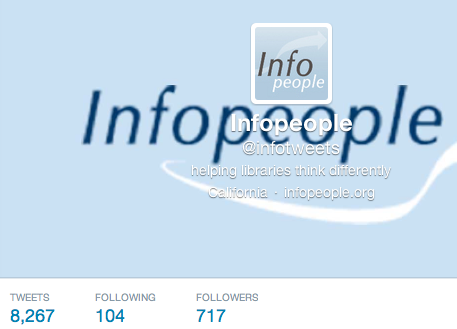 Info
people
Infopeople
Infopeople
@infotweets
helping libraries think differently
California · infopeople.org
TWEETS FOLLOWING FOLLOWERS
8,267 104 717